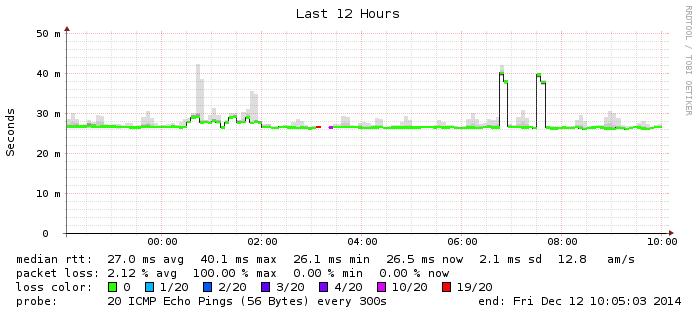 Last 12 Hours
RRDTOOL / TOBI OETIKER
Seconds
50 m
40 m
30 m
20 m
10 m
0
00:00 02:00 04:00 06:00 08:00 10:00
median rtt: 27.0 ms avg 40.1 ms max 26.1 ms min 26.5 ms now 2.1 ms sd 12.8 am/s
packet loss: 2.12 % avg 100.00 % max 0.00 % min 0.00 % now
loss color: 0 1/20 2/20 3/20 4/20 10/20 19/20
probe: 20 ICMP Echo Pings (56 Bytes) every 300s end: Fri Dec 12 10:05:03 2014